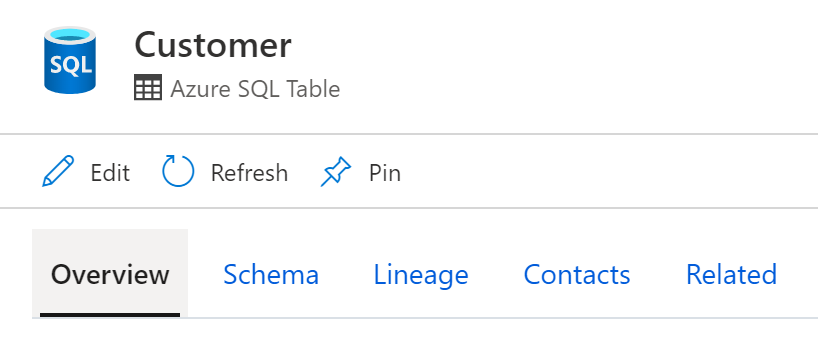 SQL
Customer
Azure SQL Table
Edit Refresh Pin
Overview Schema Lineage Contacts Related